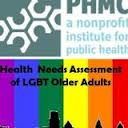 PHMC
a nonprofit
institute for
public health
Health Needs Assessment
of LGBT Older Adults